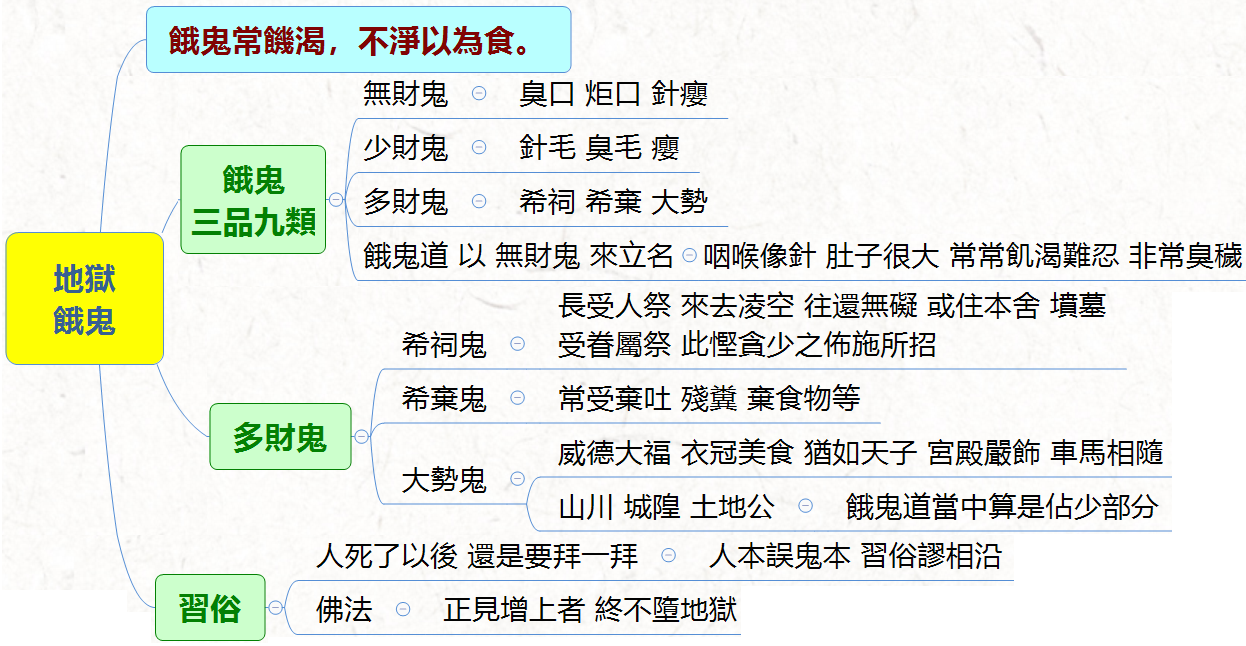 餓鬼常饑渴，不淨以為食。
地獄
餓鬼
餓鬼
三品九類
無財鬼 臭口 炬口 針癭
少財鬼 針毛 臭毛 癭
多財鬼 希祠 希棄 大勢
餓鬼道 以 無財鬼 來立名 咽喉像針 肚子很大 常常飢渴難忍 非常臭穢
多財鬼
希祠鬼
長受人祭 來去凌空 往還無礙 或住本舍 墳墓
受眷屬祭 此慳貪少之佈施所招
希棄鬼 常受棄吐 殘糞 棄食物等
大勢鬼
威德大福 衣冠美食 猶如天子 宮殿嚴飾 車馬相隨
山川 城隍 土地公 餓鬼道當中算是佔少部分
習俗
人死了以後 還是要拜一拜 人本誤鬼本 習俗謬相沿
佛法 正見增上者 終不墮地獄